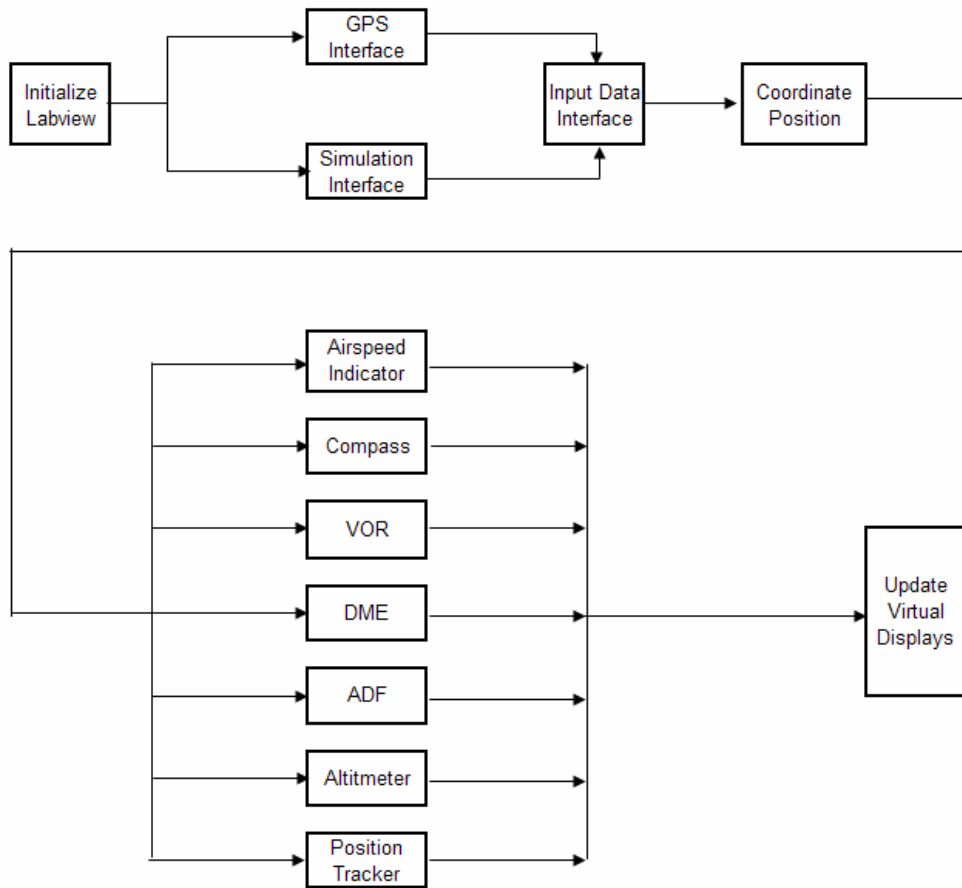 GPS
Interface
Initialize
Labview
Input Data
Interface
Coordinate
Position
Simulation
Interface
Airspeed
Indicator
Compass
VOR
DME
ADF
Altitmeter
Position
Tracker
Update
Virtual
Displays